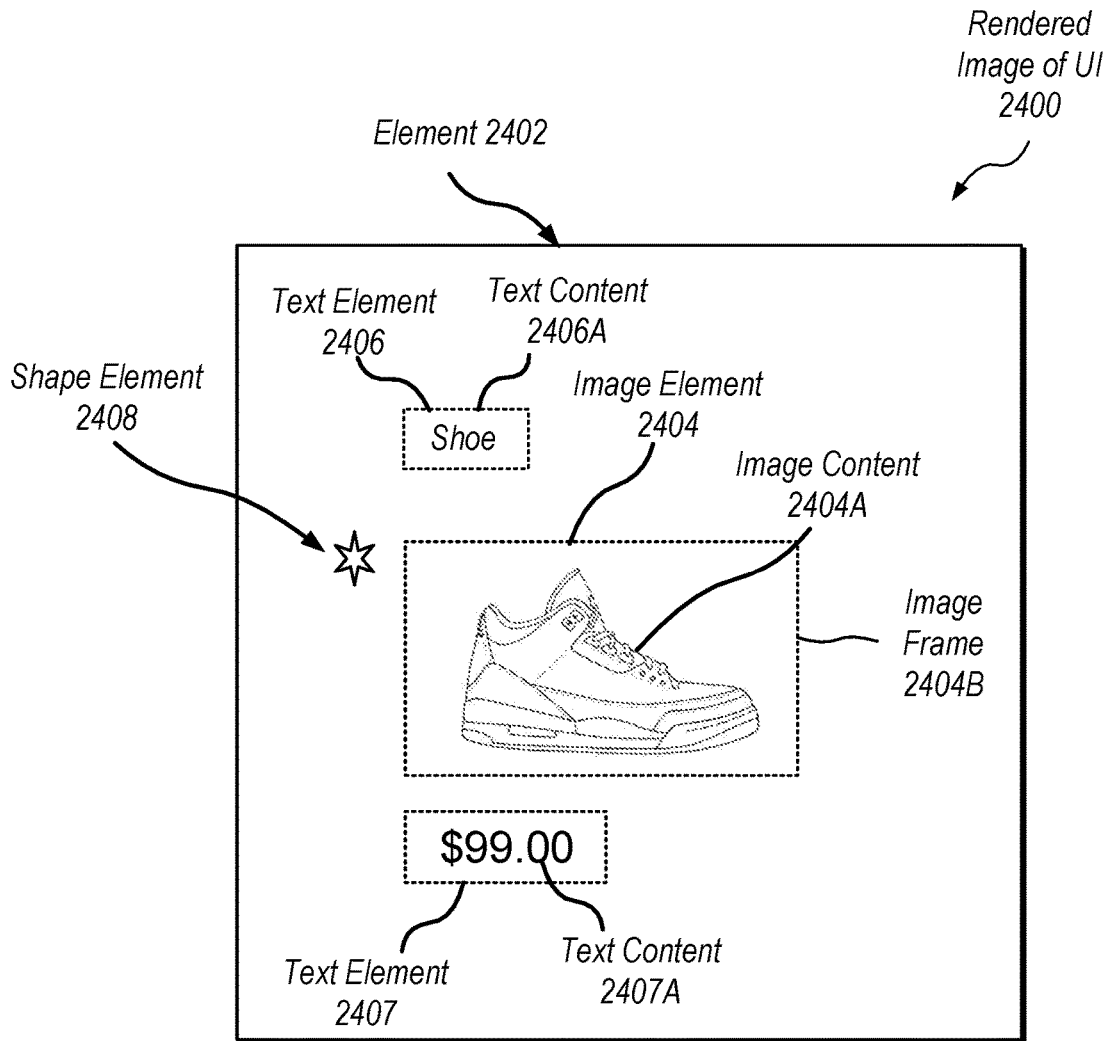 Rendered
Image of UI
2400
Element 2402
Text Element
2406
Text Content
2406A
Shape Element
2408
Image Element
2404
Shoe
Image Content
2404A
Image
Frame
2404B
$99.00
Text Element
2407
Text Content
2407A